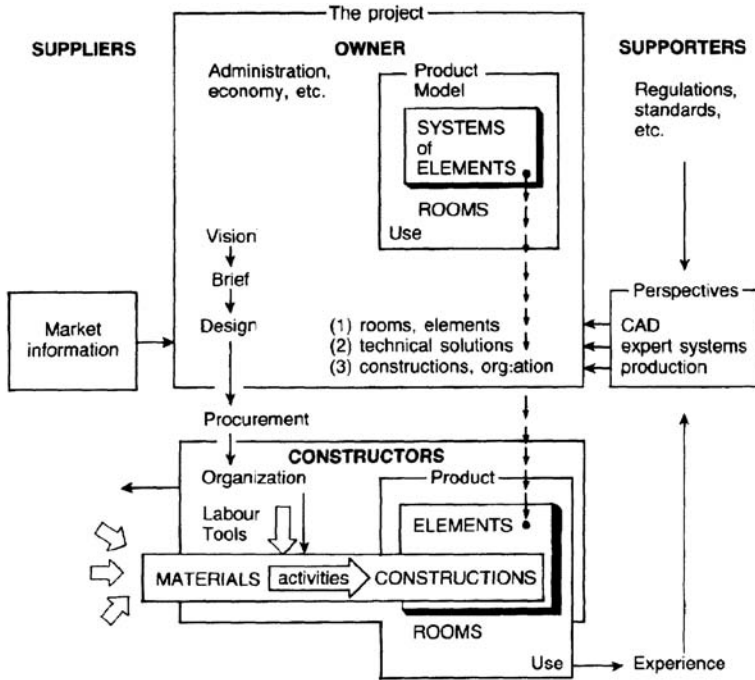 The project
SUPPLIERS
OWNER
SUPPORTERS
Administration,
economy, etc.
Product
Model
SYSTEMS
of
ELEMENTS
ROOMS
Use
Regulations,
standards,
etc.
Vision
Brief
Design
Market
information
(1) rooms, elements
(2) technical solutions
(3) constructions, org:ation
Perspectives
CAD
expert systems
production
Procurement
CONSTRUCTORS
Organization
Labour
Tools
Product
ELEMENTS
MATERIALS
activities
CONSTRUCTIONS
ROOMS
Use
Experience